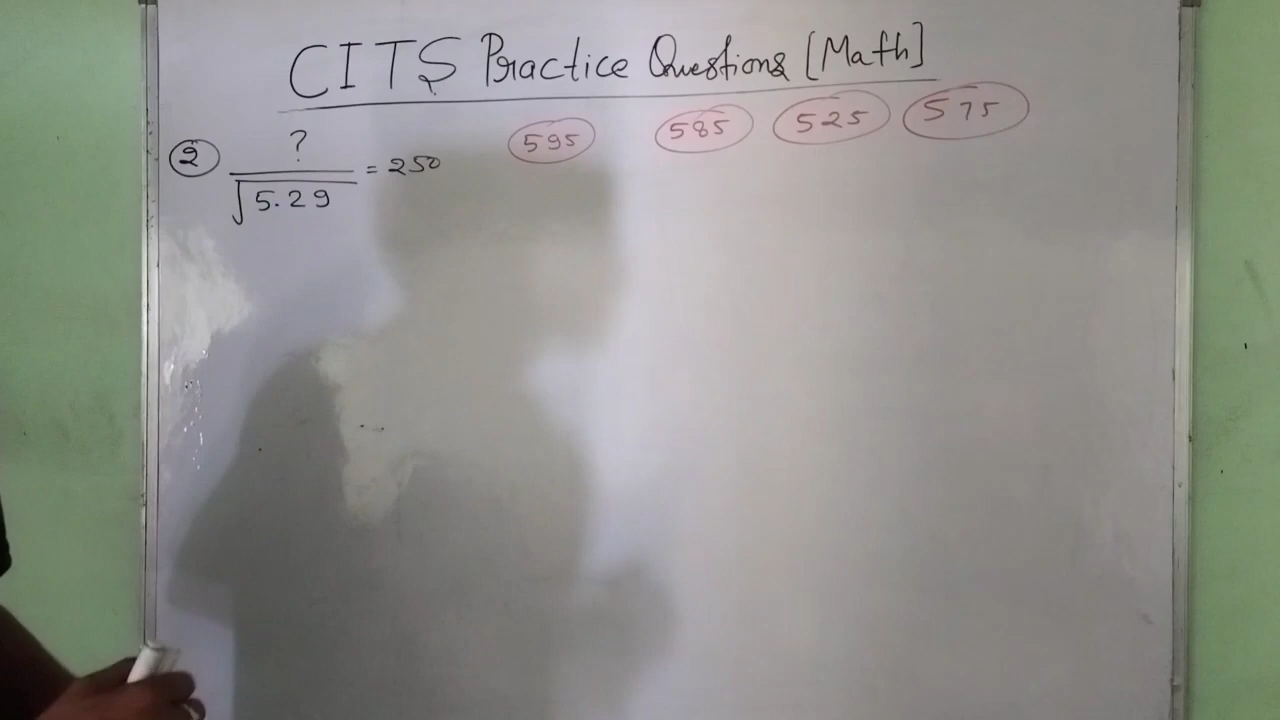 CITS Practice Questions [Math]
595 585 525 575
② ?/√5.29 = 250